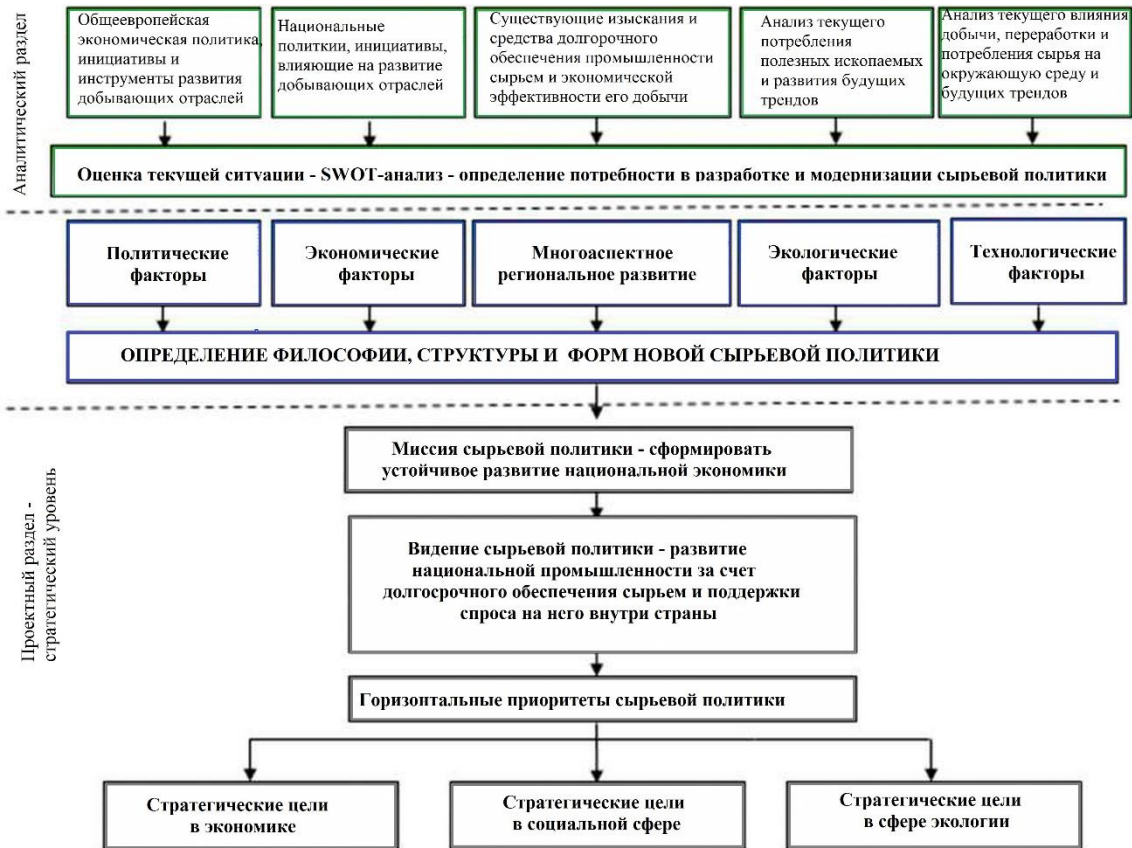 Аналитический раздел
Общеевропейская
экономическая политика,
инициативы и
инструменты развития
добывающих отраслей
Национальные
политкии, инициативы,
влияющие на развитие
добывающих отраслей
Существующие изыскания и
средства долгорочного
обеспечения промышленности
сырьем и экономической
эффективности его добычи
Анализ текущего
потребления
полезных ископаемых
и развития будущих
трендов
Анализ текущего влияния
добычи, переработки и
потребления сырья на
окружающую среду и
будущих трендов
Оценка текущей ситуации - SWOT-анализ - определение потребности в разработке и модернизации сырьевой политики
Политические
факторы
Экономические
факторы
Многоаспектное
региональное развитие
Экологические
факторы
Технологические
факторы
ОПРЕДЕЛЕНИЕ ФИЛОСОФИИ, СТРУКТУРЫ И ФОРМ НОВОЙ СЫРЬЕВОЙ ПОЛИТИКИ
Проектный раздел -
стратегический уровень
Миссия сырьевой политики - сформировать
устойчивое развитие национальной экономики
Видение сырьевой политики - развитие
национальной промышленности за счет
долгосрочного обеспечения сырьем и поддержки
спроса на него внутри страны
Горизонтальные приоритеты сырьевой политики
Стратегические цели
в экономике
Стратегические цели
в социальной сфере
Стратегические цели
в сфере экологии